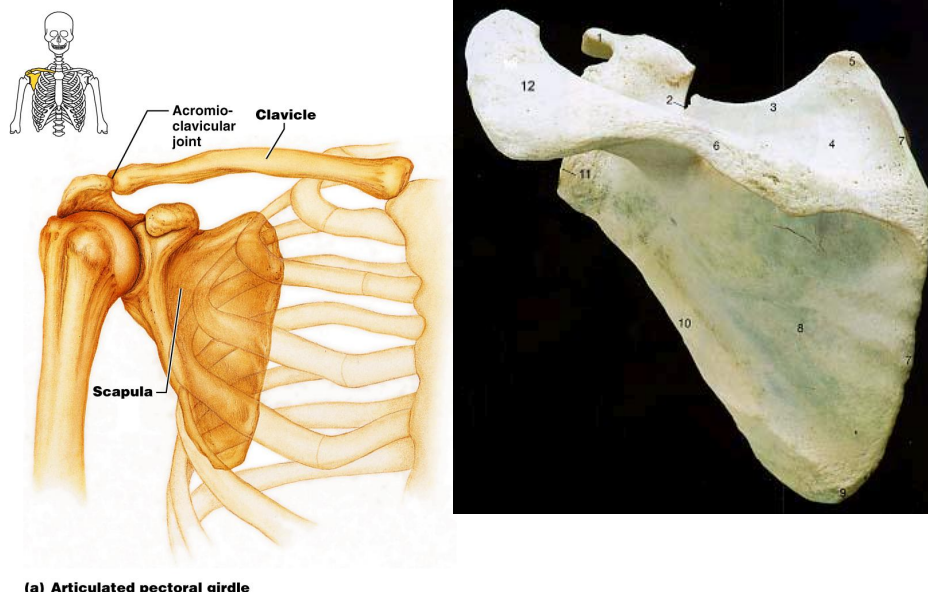 Acromio-
clavicular
joint
Clavicle
Scapula
(a) Articulated pectoral girdle
1
12
2
3
5
4
7
6
11
10
8
7
9